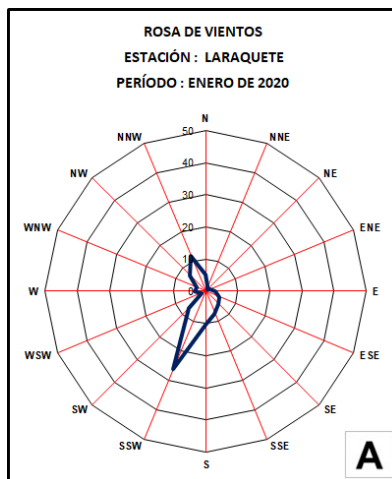 ROSA DE VIENTOS
ESTACIÓN : LARAQUETE
PERÍODO : ENERO DE 2020
N
NNW
50
NNE
NW
40
NE
30
WNW
20
ENE
10
W
0
E
WSW
ESE
SW
SE
SSW
SSE
S
A